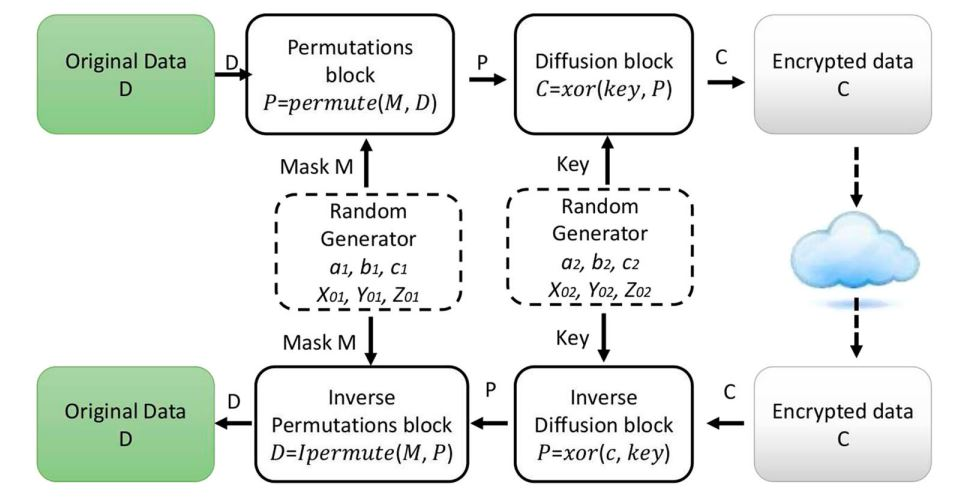 Original Data
D
D
Permutations
block
P=permute(M, D)
P
Diffusion block
C=xor(key, P)
C
Encrypted data
C
Mask M
Key
Random
Generator
a1, b1, c1
X01, Y01, Z01
Random
Generator
a2, b2, c2
X02, Y02, Z02
Mask M
Key
Original Data
D
D
Inverse
Permutations block
D=Ipermute(M, P)
P
Inverse
Diffusion block
P=xor(c, key)
C
Encrypted data
C